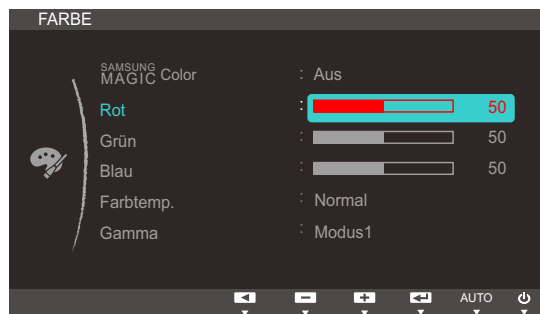 FARBE
SAMSUNG MAGIC Color : Aus
Rot : 50
Grün : 50
Blau : 50
Farbtemp. : Normal
Gamma : Modus1
AUTO